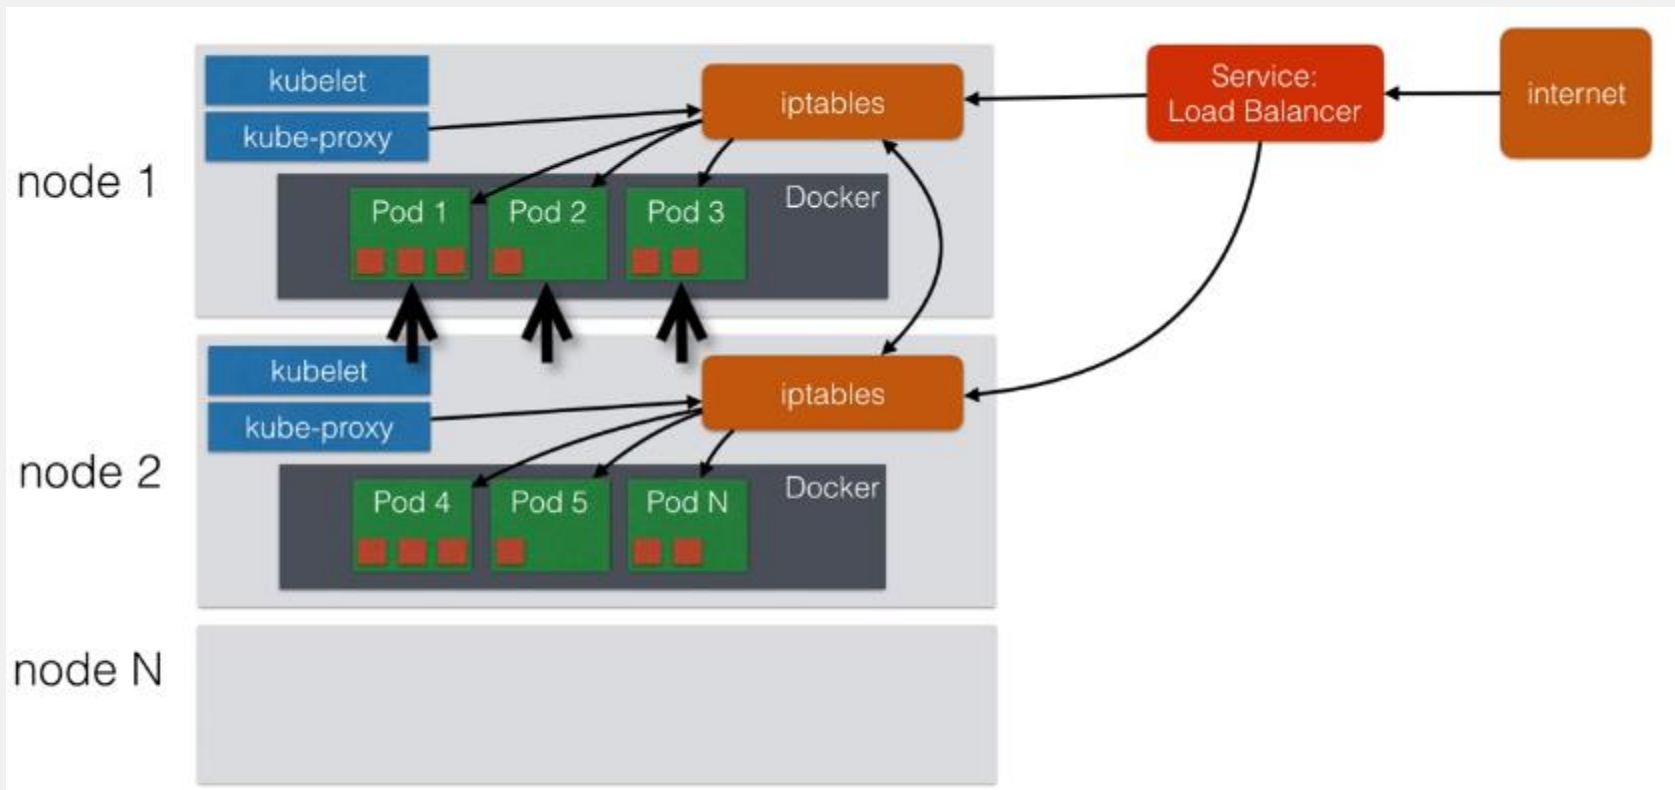 kubelet
kube-proxy
iptables
Service:
Load Balancer
internet
node 1
Docker
Pod 1
Pod 2
Pod 3
kubelet
kube-proxy
iptables
node 2
Docker
Pod 4
Pod 5
Pod N
node N